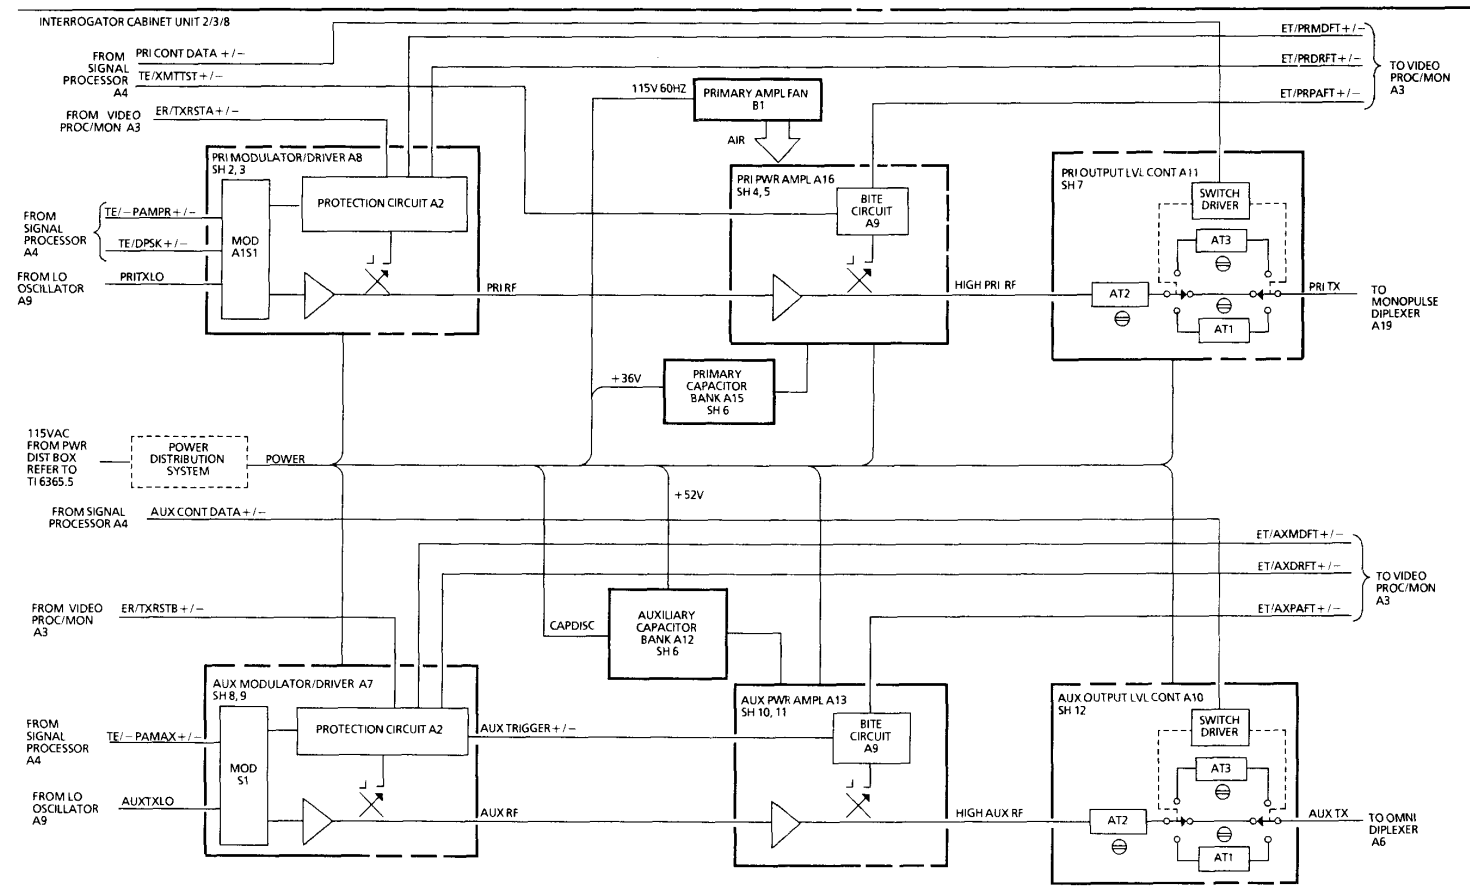 INTERROGATOR CABINET UNIT 2/3/8
FROM
SIGNAL
PROCESSOR
A4
PRI CONT DATA +/-
TE/XMTTST +/-
FROM VIDEO
PROC/MON A3
ER/TXRSTA +/-
115V 60HZ
PRIMARY AMPL FAN
B1
AIR
ET/PRMDFT +/-
ET/PRDRFT +/-
ET/PRPAFT +/-
TO VIDEO
PROC/MON
A3
PRI MODULATOR/DRIVER A8
SH 2, 3
PROTECTION CIRCUIT A2
MOD
A1S1
FROM
SIGNAL
PROCESSOR
A4
TE/-PAMPR +/-
TE/DPSK +/-
FROM LO
OSCILLATOR
A9
PRITXLO
PRI RF
PRI PWR AMPL A16
SH 4, 5
BITE
CIRCUIT
A9
HIGH PRI RF
PRI OUTPUT LVL CONT A11
SH 7
SWITCH
DRIVER
AT3
AT2
AT1
PRI TX
TO
MONOPULSE
DIPLEXER
A19
+36V
PRIMARY
CAPACITOR
BANK A15
SH 6
115VAC
FROM PWR
DIST BOX
REFER TO
TI 6365.5
POWER
DISTRIBUTION
SYSTEM
POWER
+52V
FROM SIGNAL
PROCESSOR A4
AUX CONT DATA +/-
ET/AXMDFT +/-
ET/AXDRFT +/-
ET/AXPAFT +/-
TO VIDEO
PROC/MON
A3
FROM VIDEO
PROC/MON
A3
ER/TXRSTB +/-
CAPDISC
AUXILIARY
CAPACITOR
BANK A12
SH 6
AUX MODULATOR/DRIVER A7
SH 8, 9
PROTECTION CIRCUIT A2
MOD
S1
FROM
SIGNAL
PROCESSOR
A4
TE/-PAMAX +/-
FROM LO
OSCILLATOR
A9
AUXTXLO
AUX TRIGGER +/-
AUX RF
AUX PWR AMPL A13
SH 10, 11
BITE
CIRCUIT
A9
HIGH AUX RF
AUX OUTPUT LVL CONT A10
SH 12
SWITCH
DRIVER
AT3
AT2
AT1
AUX TX
TO OMNI
DIPLEXER
A6